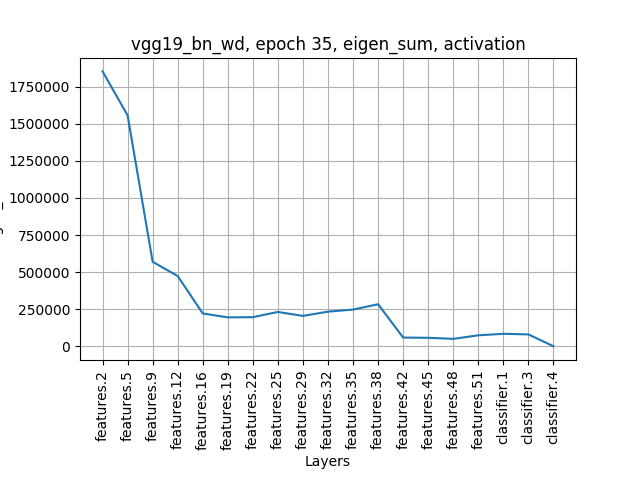 vgg19_bn_wd, epoch 35, eigen_sum, activation
1750000
1500000
1250000
1000000
750000
500000
250000
0
features.2
features.5
features.9
features.12
features.16
features.19
features.22
features.25
features.29
features.32
features.35
features.38
features.42
features.45
features.48
features.51
classifier.1
classifier.3
classifier.4
Layers